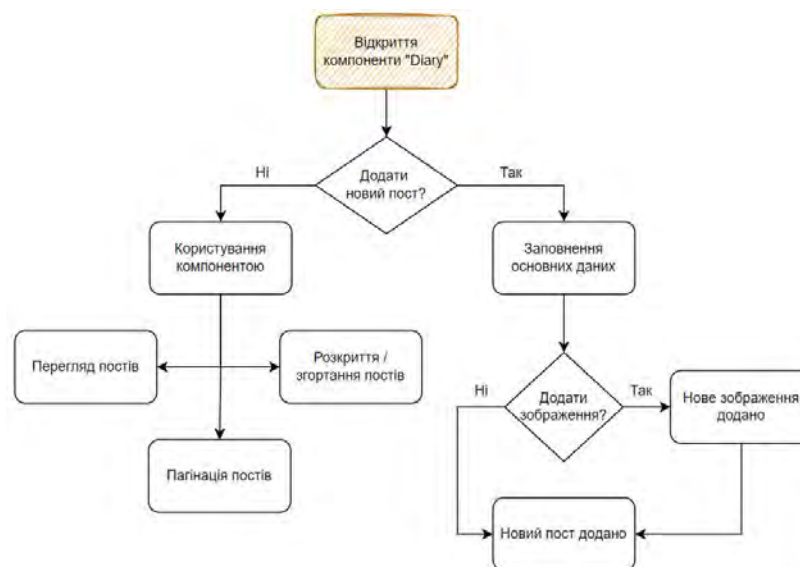 Відкриття
компоненти "Diary"
Додати
новий пост?
Ні
Так
Користування
компонентою
Заповнення
основних даних
Перегляд постів
Розкриття /
згортання постів
Пагінація постів
Додати
зображення?
Ні
Так
Нове зображення
додано
Новий пост додано